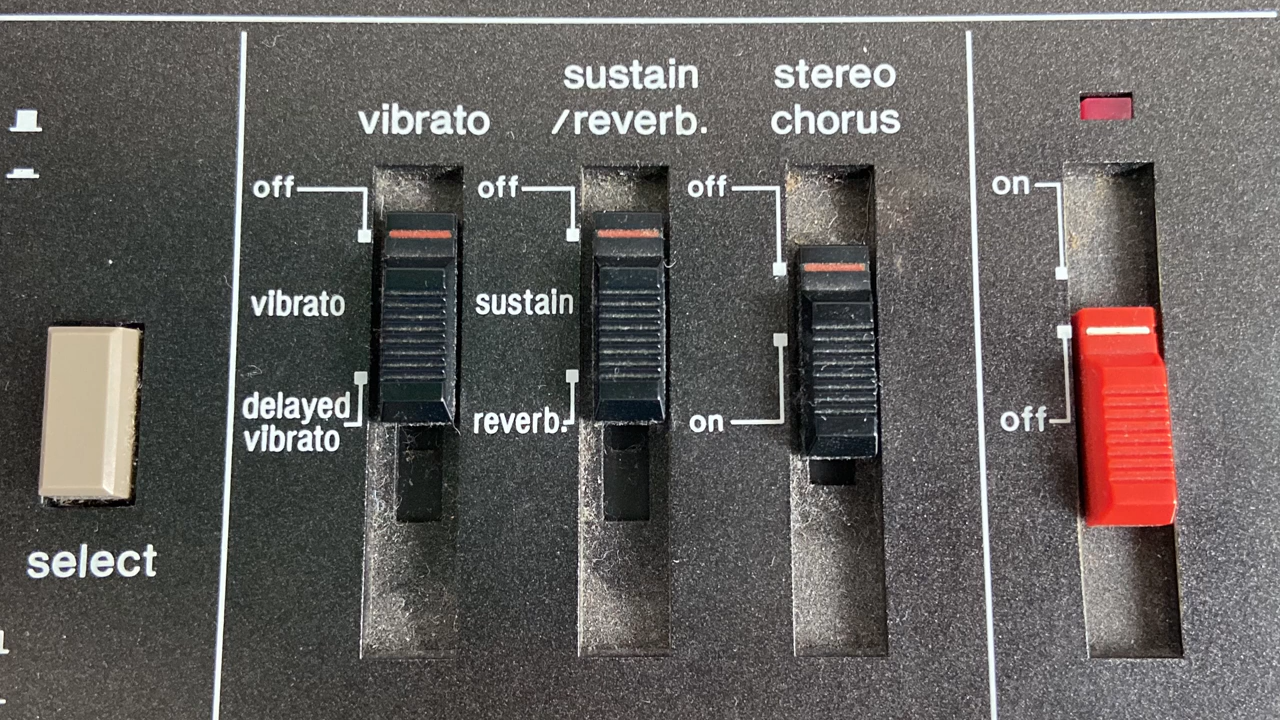 vibrato
sustain
/reverb.
stereo
chorus
off
vibrato
delayed
vibrato
off
sustain
reverb.
off
on
on
off
select